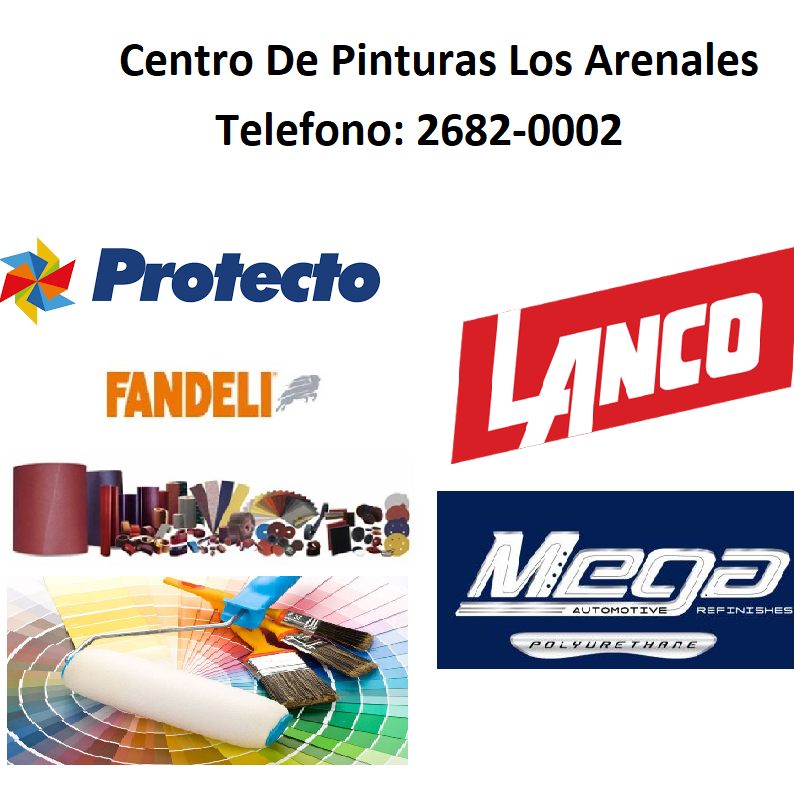 Centro De Pinturas Los Arenales
Telefono: 2682-0002
Protecto
LANCO
FANDELI
Mega
AUTOMOTIVE REFINISHES
POLYURETHANE